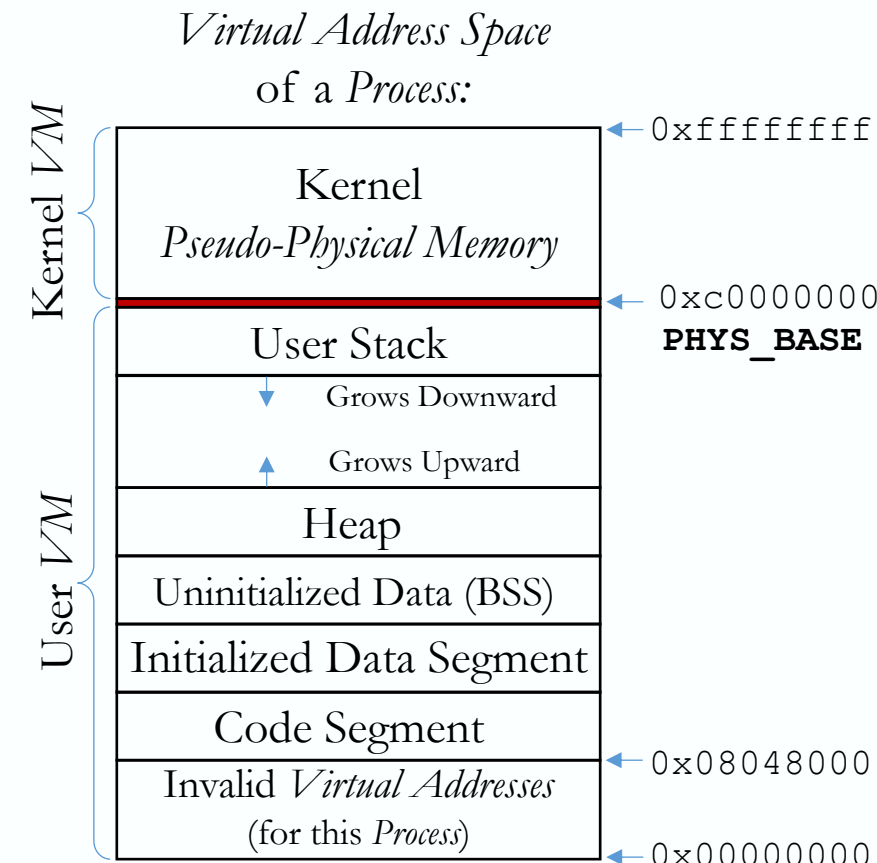 Virtual Address Space
of a Process:
Kernel VM
0xffffffff
Kernel
Pseudo-Physical Memory
0xc0000000
PHYS_BASE
User VM
User Stack
Grows Downward
Grows Upward
Heap
Uninitialized Data (BSS)
Initialized Data Segment
Code Segment
0x08048000
Invalid Virtual Addresses
(for this Process)
0x00000000